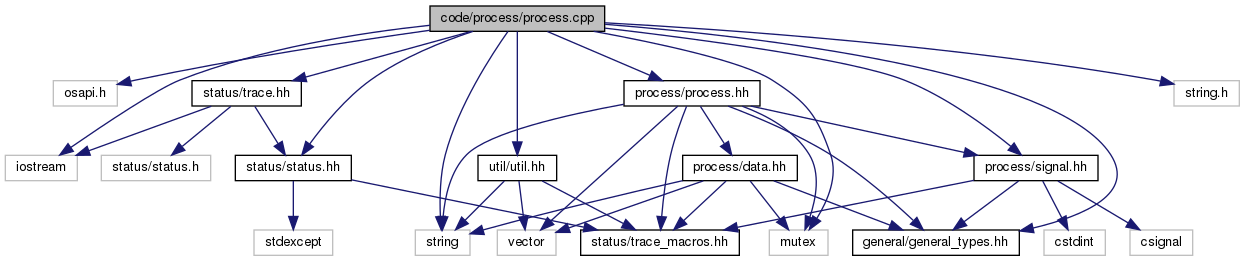 code/process/process.cpp
osapi.h
status/trace.hh
process/process.hh
string.h
iostream
status/status.h
status/status.hh
util/util.hh
process/data.hh
process/signal.hh
stdexcept
string
vector
status/trace_macros.hh
mutex
general/general_types.hh
cstdint
csignal